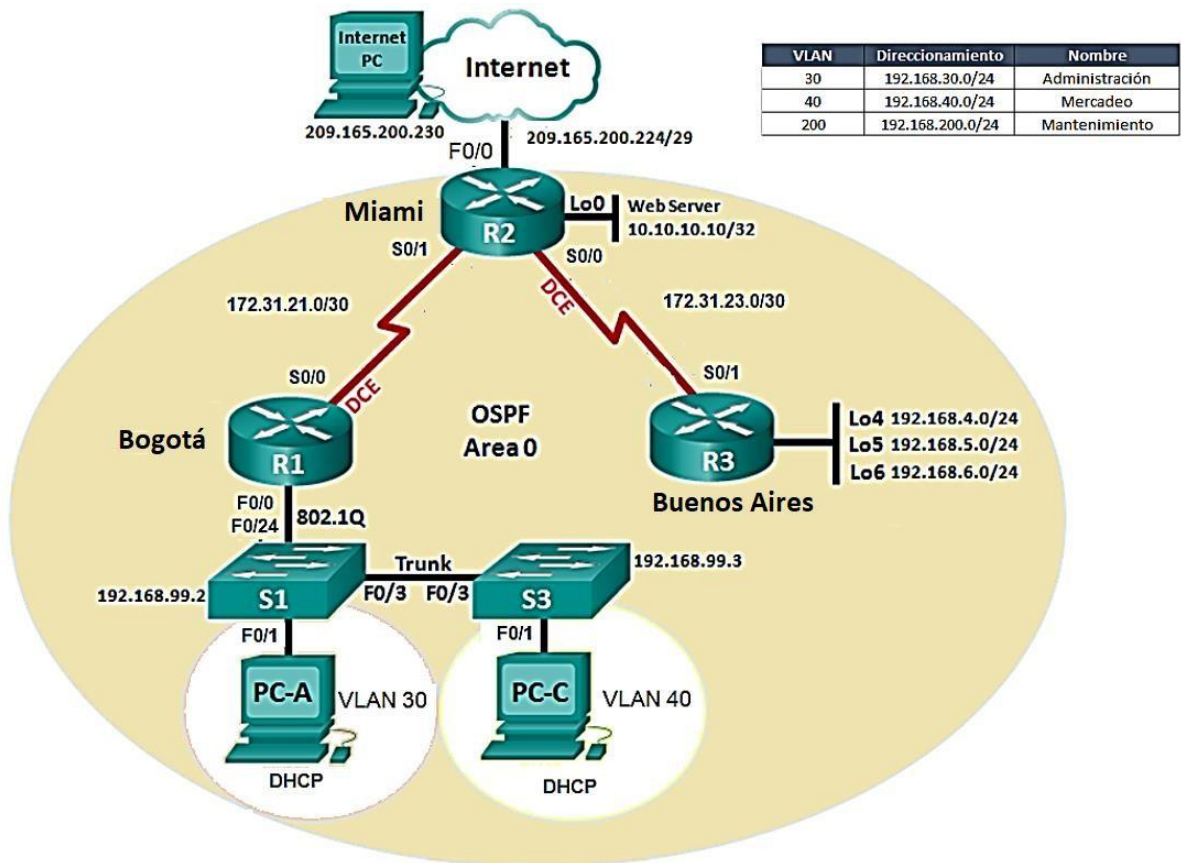 Internet
PC
Internet
209.165.200.230
209.165.200.224/29
F0/0
VLAN Direccionamiento Nombre
30 192.168.30.0/24 Administración
40 192.168.40.0/24 Mercadeo
200 192.168.200.0/24 Mantenimiento
Miami
R2
Lo0
Web Server
10.10.10.10/32
S0/1
S0/0
DCE
172.31.21.0/30
172.31.23.0/30
S0/0
DCE
S0/1
OSPF
Area 0
Bogotá
R1
R3
Buenos Aires
Lo4 192.168.4.0/24
Lo5 192.168.5.0/24
Lo6 192.168.6.0/24
F0/0
F0/24
802.1Q
192.168.99.2
S1
Trunk
F0/3 F0/3
S3
192.168.99.3
F0/1
F0/1
PC-A
VLAN 30
DHCP
PC-C
VLAN 40
DHCP